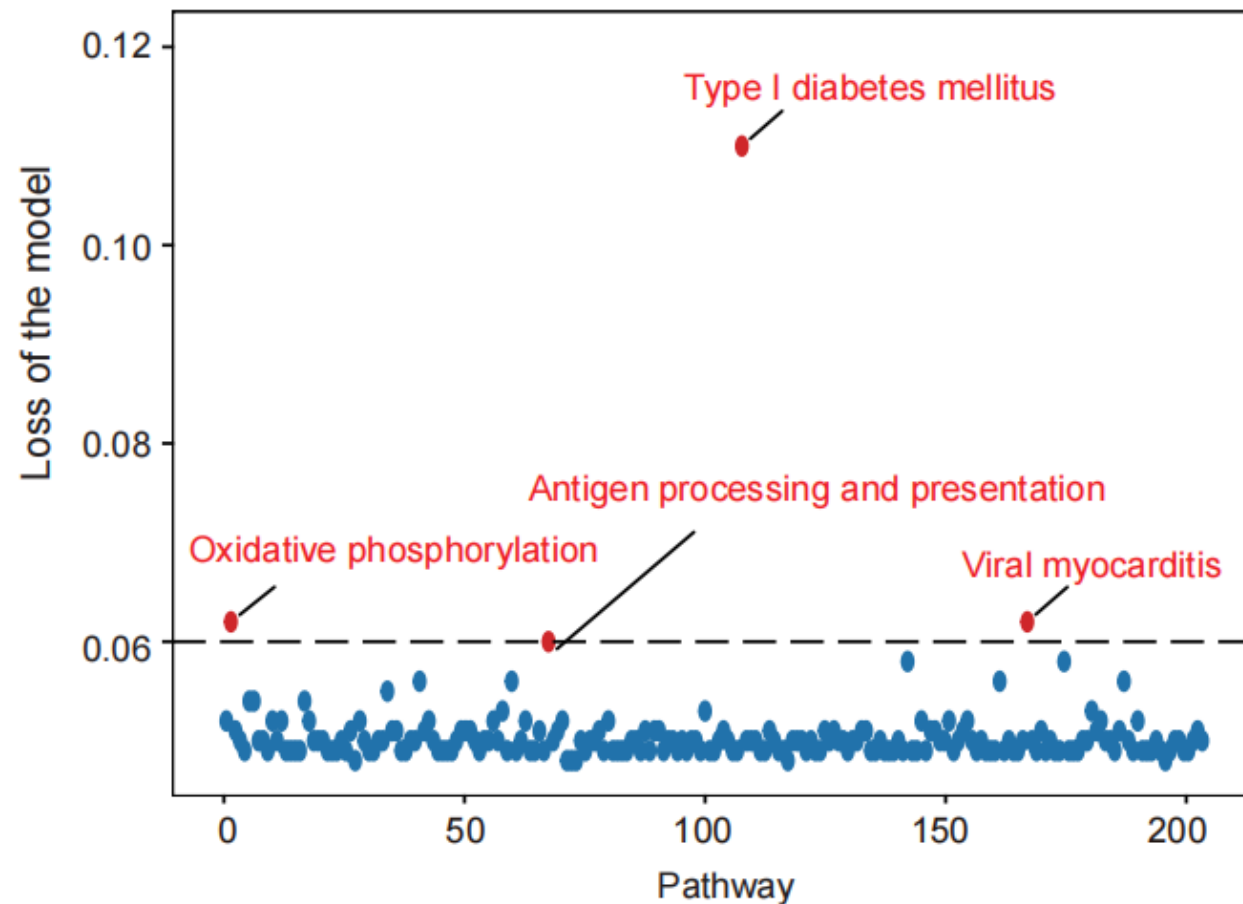 0.12
Type I diabetes mellitus
0.10
Loss of the model
0.08
Antigen processing and presentation
Oxidative phosphorylation
Viral myocarditis
0.06
0
50
100
150
200
Pathway